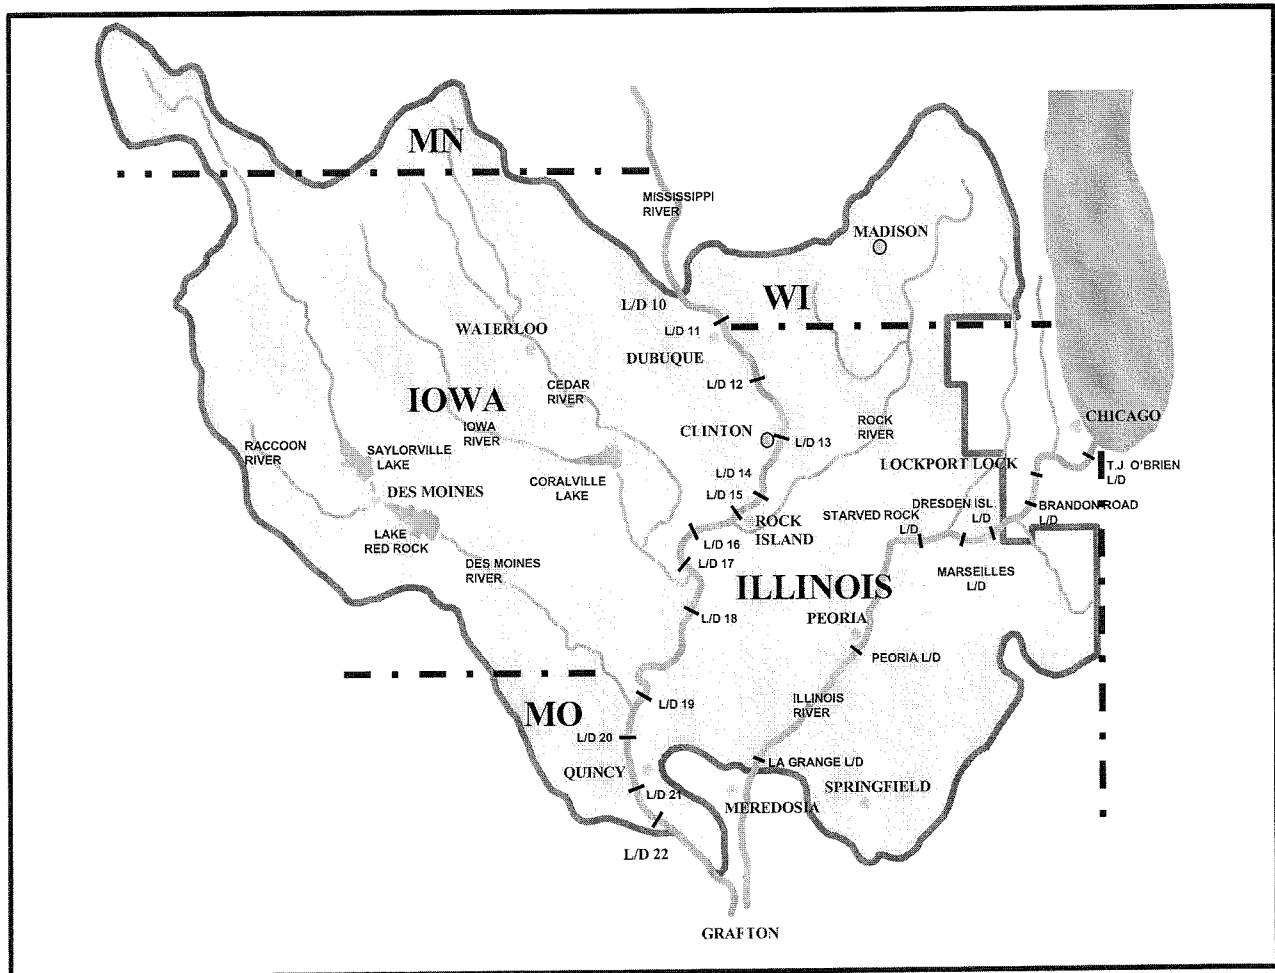 MN
MISSISSIPPI
RIVER
MADISON
L/D 10
WI
L/D 11
WATERLOO
DUBUQUE
L/D 12
CEDAR
RIVER
IOWA
IOWA
RIVER
CHICAGO
CLINTON
L/D 13
ROCK
RIVER
RACCOON
RIVER
SAYLORVILLE
LAKE
CORALVILLE
LAKE
L/D 14
LOCKPORT LOCK
T.J O'BRIEN
L/D
DES MOINES
L/D 15
ROCK
ISLAND
STARVED ROCK
L/D
DRESDEN ISL.
L/D
BRANDON ROAD
L/D
LAKE
RED ROCK
L/D 16
DES MOINES
RIVER
L/D 17
ILLINOIS
MARSEILLES
L/D
L/D 18
PEORIA
PEORIA L/D
MO
L/D 19
ILLINOIS
RIVER
L/D 20
QUINCY
LA GRANGE L/D
L/D 21
MEREDOSIA
SPRINGFIELD
L/D 22
GRAFTON